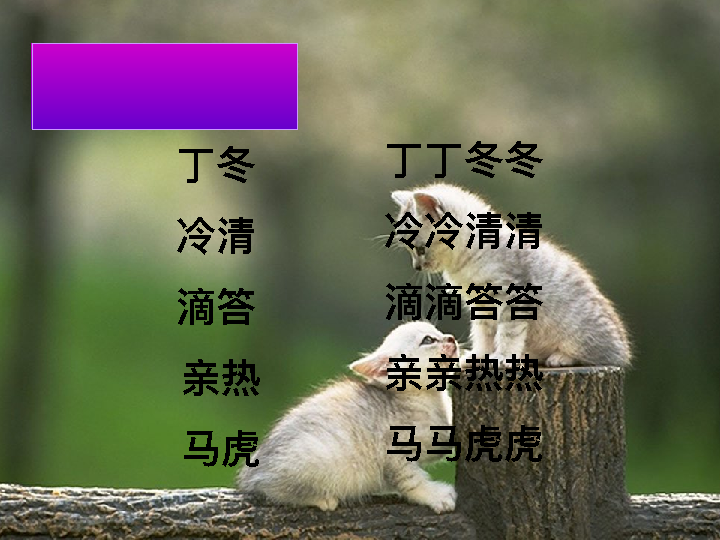 丁冬 丁丁冬冬
冷清 冷冷清清
滴答 滴滴答答
亲热 亲亲热热
马虎 马马虎虎